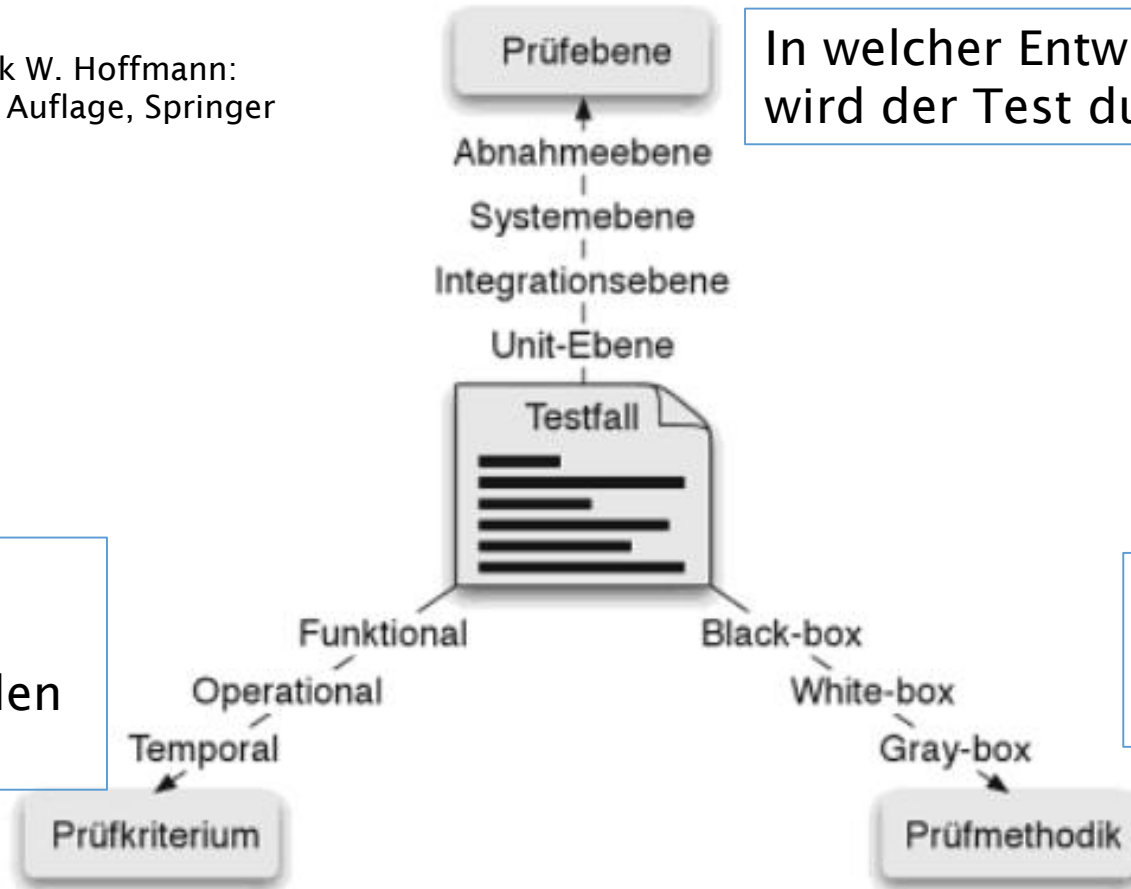 k W. Hoffmann:
Auflage, Springer
Prüfebene
In welcher Entw
wird der Test du
Abnahmeebene
Systemebene
Integrationsebene
Unit-Ebene
Testfall
Funktional
Operational
Temporal
Prüfkriterium
den
Black-box
White-box
Gray-box
Prüfmethodik